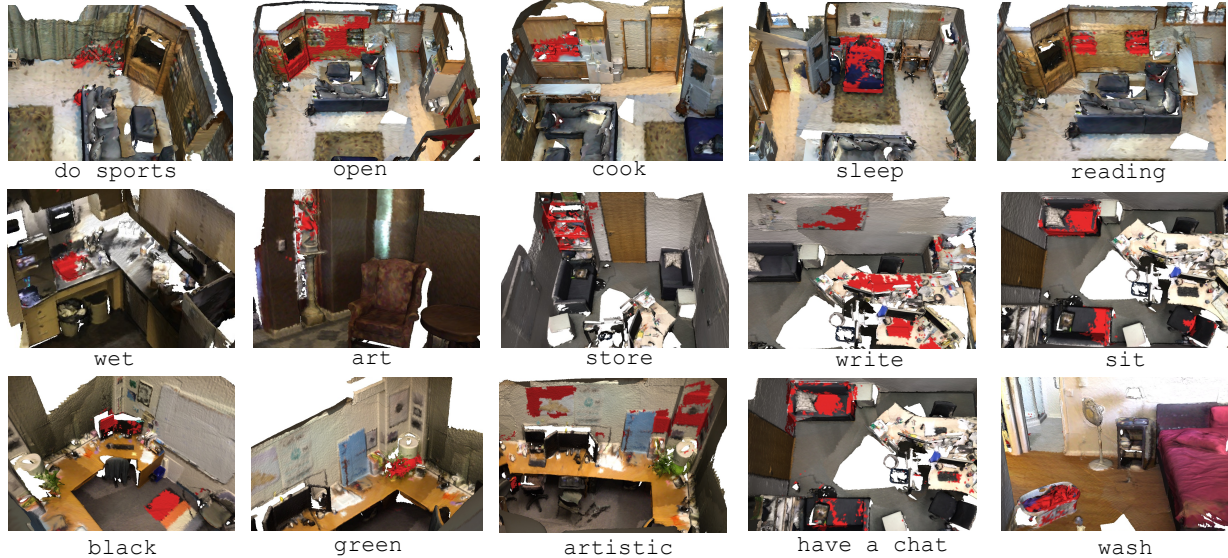 do sports
open
cook
sleep
reading
wet
art
store
write
sit
black
green
artistic
have a chat
wash